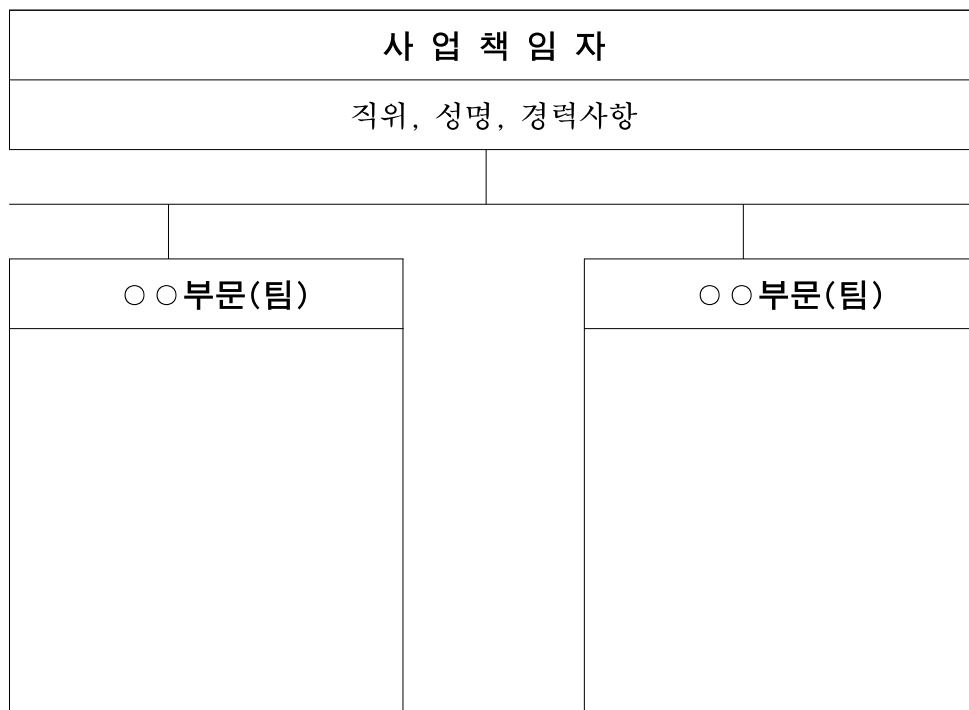 사 업 책 임 자
직위, 성명, 경력사항
○ ○ 부문(팀)
○ ○ 부문(팀)